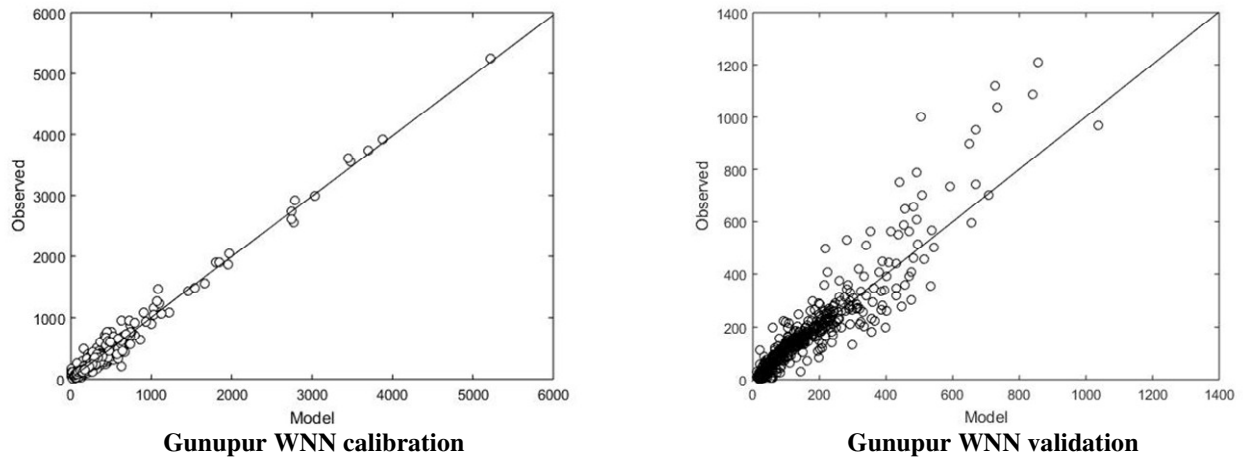 6000
5000
4000
3000
2000
1000
0
Observed
0 1000 2000 3000 4000 5000 6000
Model
Gunupur WNN calibration
1400
1200
1000
800
600
400
200
0
Observed
0 200 400 600 800 1000 1200 1400
Model
Gunupur WNN validation